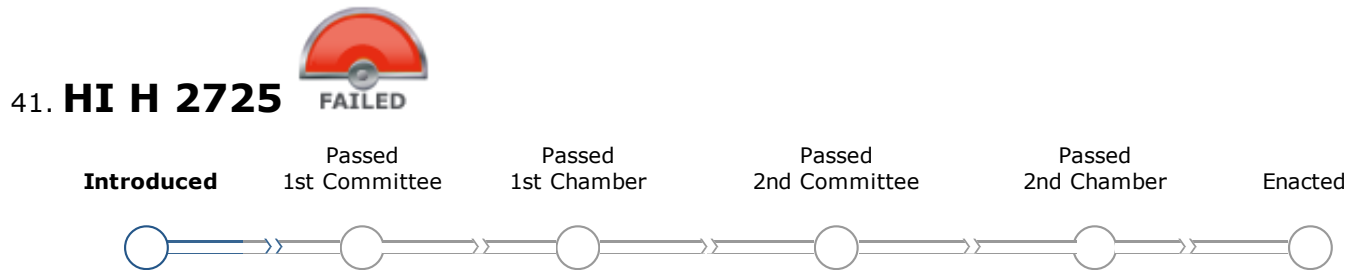 41. HI H 2725
FAILED
Introduced
Passed
1st Committee
Passed
1st Chamber
Passed
2nd Committee
Passed
2nd Chamber
Enacted